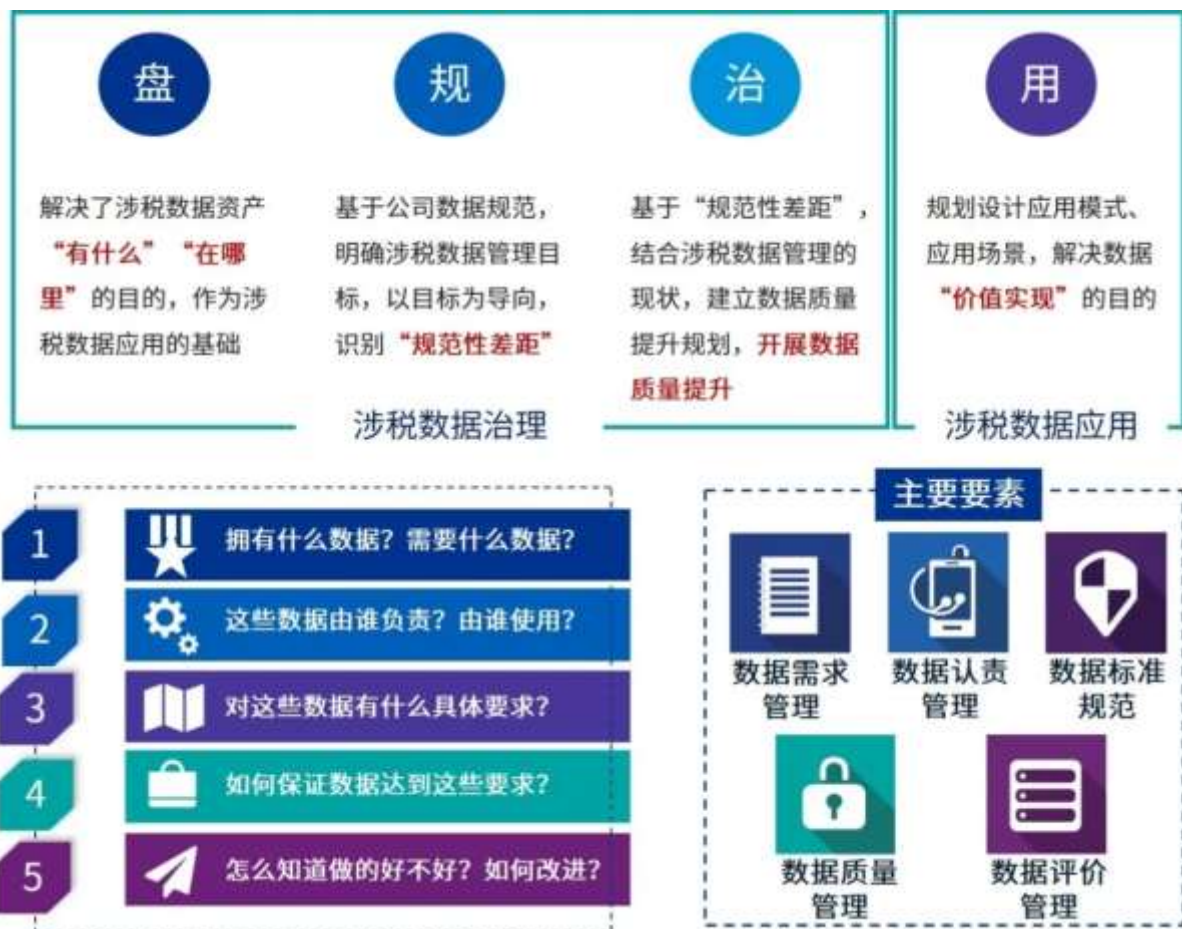 盘
解决了涉税数据资产
“有什么”“在哪
里”的目的，作为涉
税数据应用的基础
规
基于公司数据规范，
明确涉税数据管理目
标，以目标为导向，
识别“规范性差距”
治
基于“规范性差距”，
结合涉税数据管理的
现状，建立数据质量
提升规划，开展数据
质量提升
涉税数据治理
用
规划设计应用模式、
应用场景，解决数据
“价值实现”的目的
涉税数据应用
1
拥有什么数据？需要什么数据？
2
这些数据由谁负责？由谁使用？
3
对这些数据有什么具体要求？
4
如何保证数据达到这些要求？
5
怎么知道做的好不好？如何改进？
主要要素
数据需求
管理
数据认责
管理
数据标准
规范
数据质量
管理
数据评价
管理